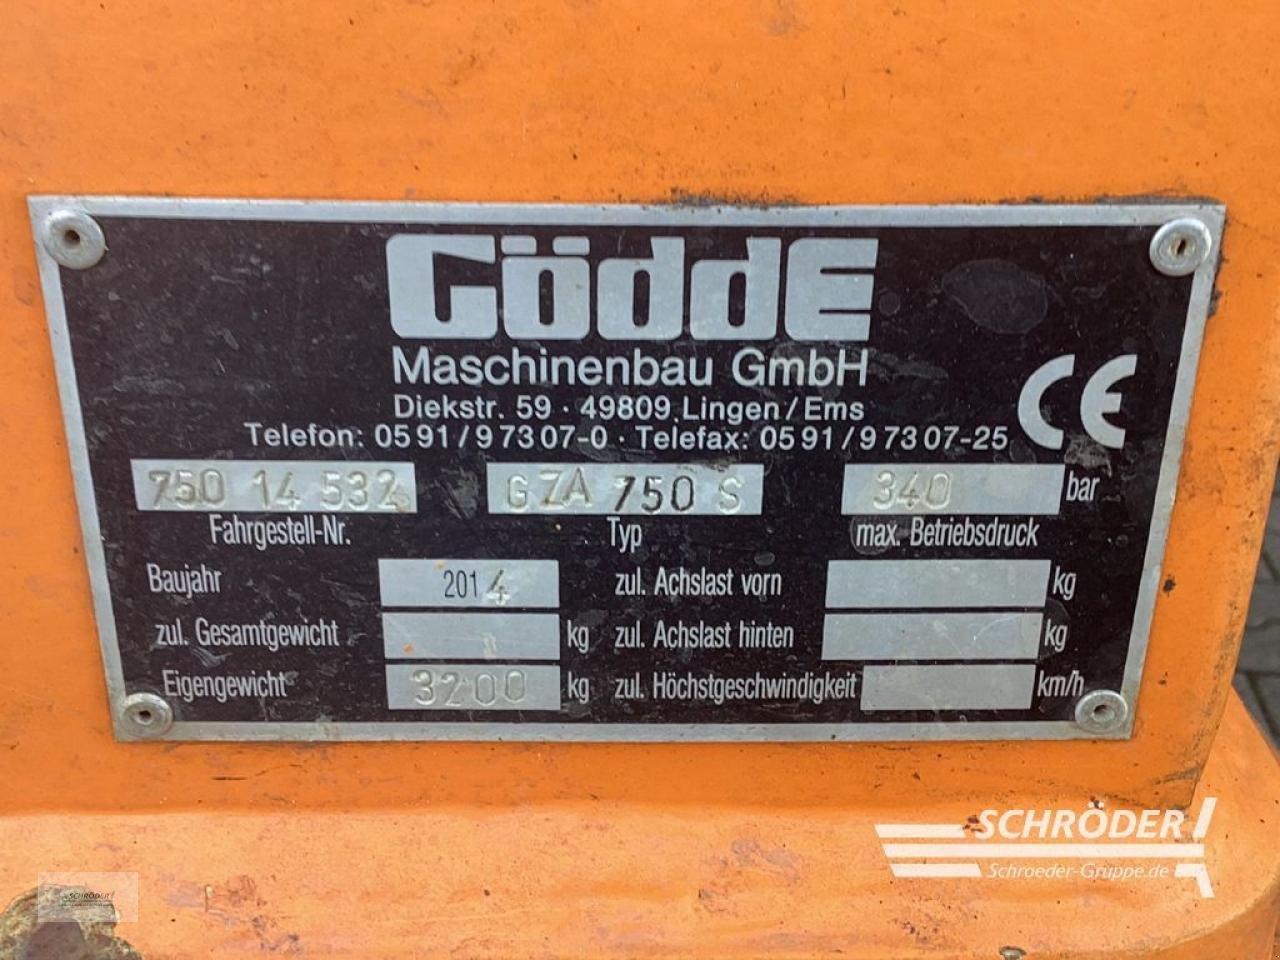 GöddE
Maschinenbau GmbH
Diekstr. 59 · 49809 Lingen/Ems
Telefon: 0591/97307-0 · Telefax: 0591/97307-25
CE
750 14 532 GZA 750 S 340 bar
Fahrgestell-Nr. Typ max. Betriebsdruck
Baujahr 2014 zul. Achslast vorn kg
zul. Gesamtgewicht kg zul. Achslast hinten kg
Eigengewicht 3200 kg zul. Höchstgeschwindigkeit km/h
SCHRÖDER
Schroeder-Gruppe.de
SCHRÖDER